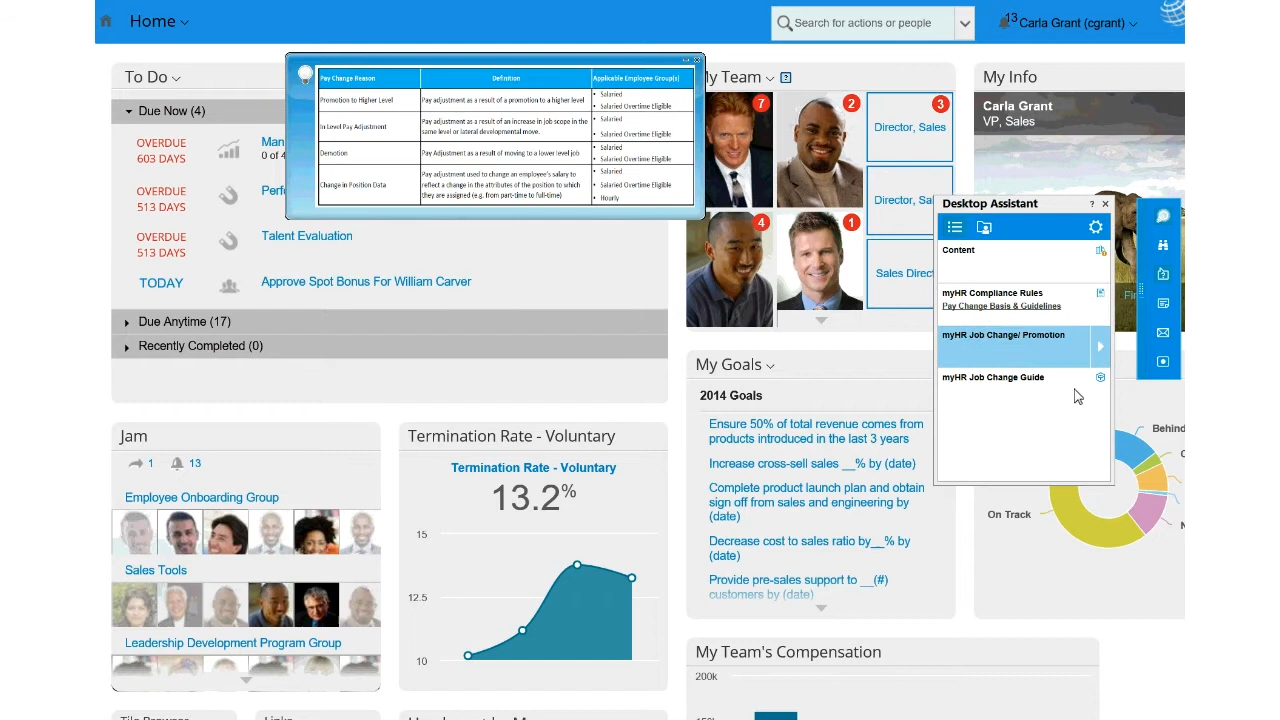 Home
Search for actions or people
13
Carla Grant (cgrant)
To Do
Due Now (4)
OVERDUE
603 DAYS
Man
0 of 4
OVERDUE
513 DAYS
Perf
OVERDUE
513 DAYS
Talent Evaluation
TODAY
Approve Spot Bonus For William Carver
Due Anytime (17)
Recently Completed (0)
Pay Change Reason
Definition
Applicable Employee Group(s)
Promotion to Higher Level
Pay adjustment as a result of a promotion to a higher level
• Salaried
• Salaried Overtime Eligible
In Level Pay Adjustment
Pay adjustment as a result of an increase in job scope in the
same level or lateral developmental move.
• Salaried
• Salaried Overtime Eligible
Demotion
Pay Adjustment as a result of moving to a lower level job
• Salaried
• Salaried Overtime Eligible
Change in Position Data
Pay adjustment used to change an employee's salary to
reflect a change in the attributes of the position to which
they are assigned (e.g. from part-time to full-time)
• Salaried
• Salaried Overtime Eligible
• Hourly
My Team
7
2
3
Director, Sales
Director, Sal
4
1
Sales Direc
My Info
Carla Grant
VP, Sales
Desktop Assistant
Content
myHR Compliance Rules
Pay Change Basis & Guidelines
myHR Job Change/ Promotion
myHR Job Change Guide
Jam
1
13
Employee Onboarding Group
Sales Tools
Leadership Development Program Group
Termination Rate - Voluntary
Termination Rate - Voluntary
13.2%
15
12.5
10
My Goals
2014 Goals
Ensure 50% of total revenue comes from
products introduced in the last 3 years
Increase cross-sell sales __% by (date)
Complete product launch plan and obtain
sign off from sales and engineering by
(date)
Decrease cost to sales ratio by__% by
(date)
Provide pre-sales support to __(#)
customers by (date)
Behind
On Track
My Team's Compensation
200k